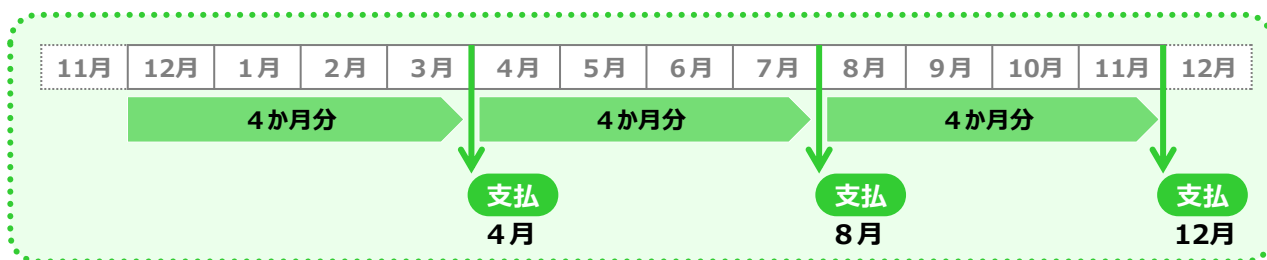 11月 12月 1月 2月 3月 4月 5月 6月 7月 8月 9月 10月 11月 12月
4か月分 4か月分 4か月分
支払 支払 支払
4月 8月 12月